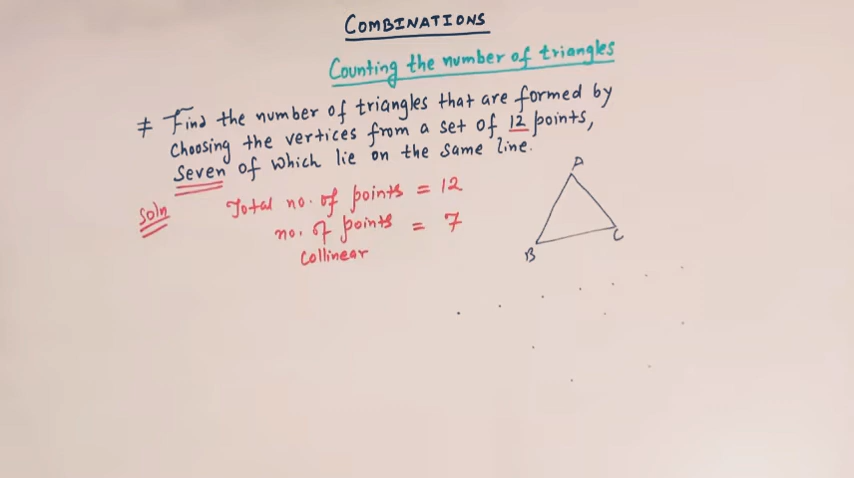 COMBINATIONS
Counting the number of triangles
# Find the number of triangles that are formed by
choosing the vertices from a set of 12 points,
seven of which lie on the same line.
Soln
Total no. of points = 12
no. of points = 7
Collinear
A
B
C